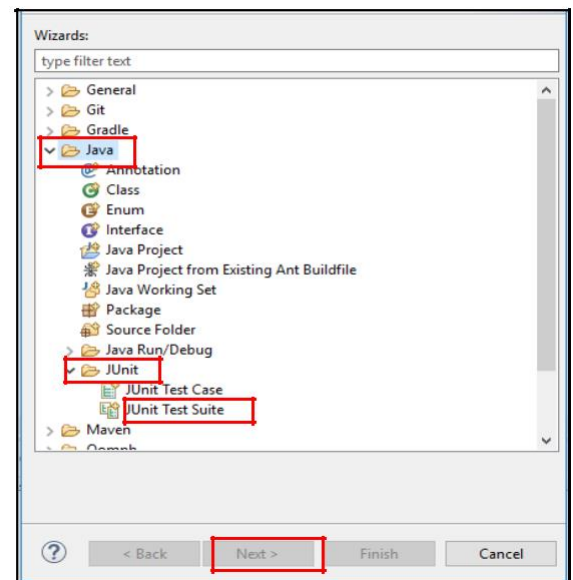 Wizards:
type filter text
General
Git
Gradle
Java
Annotation
Class
Enum
Interface
Java Project
Java Project from Existing Ant Buildfile
Java Working Set
Package
Source Folder
Java Run/Debug
JUnit
JUnit Test Case
JUnit Test Suite
Maven
Oomph
? < Back Next > Finish Cancel